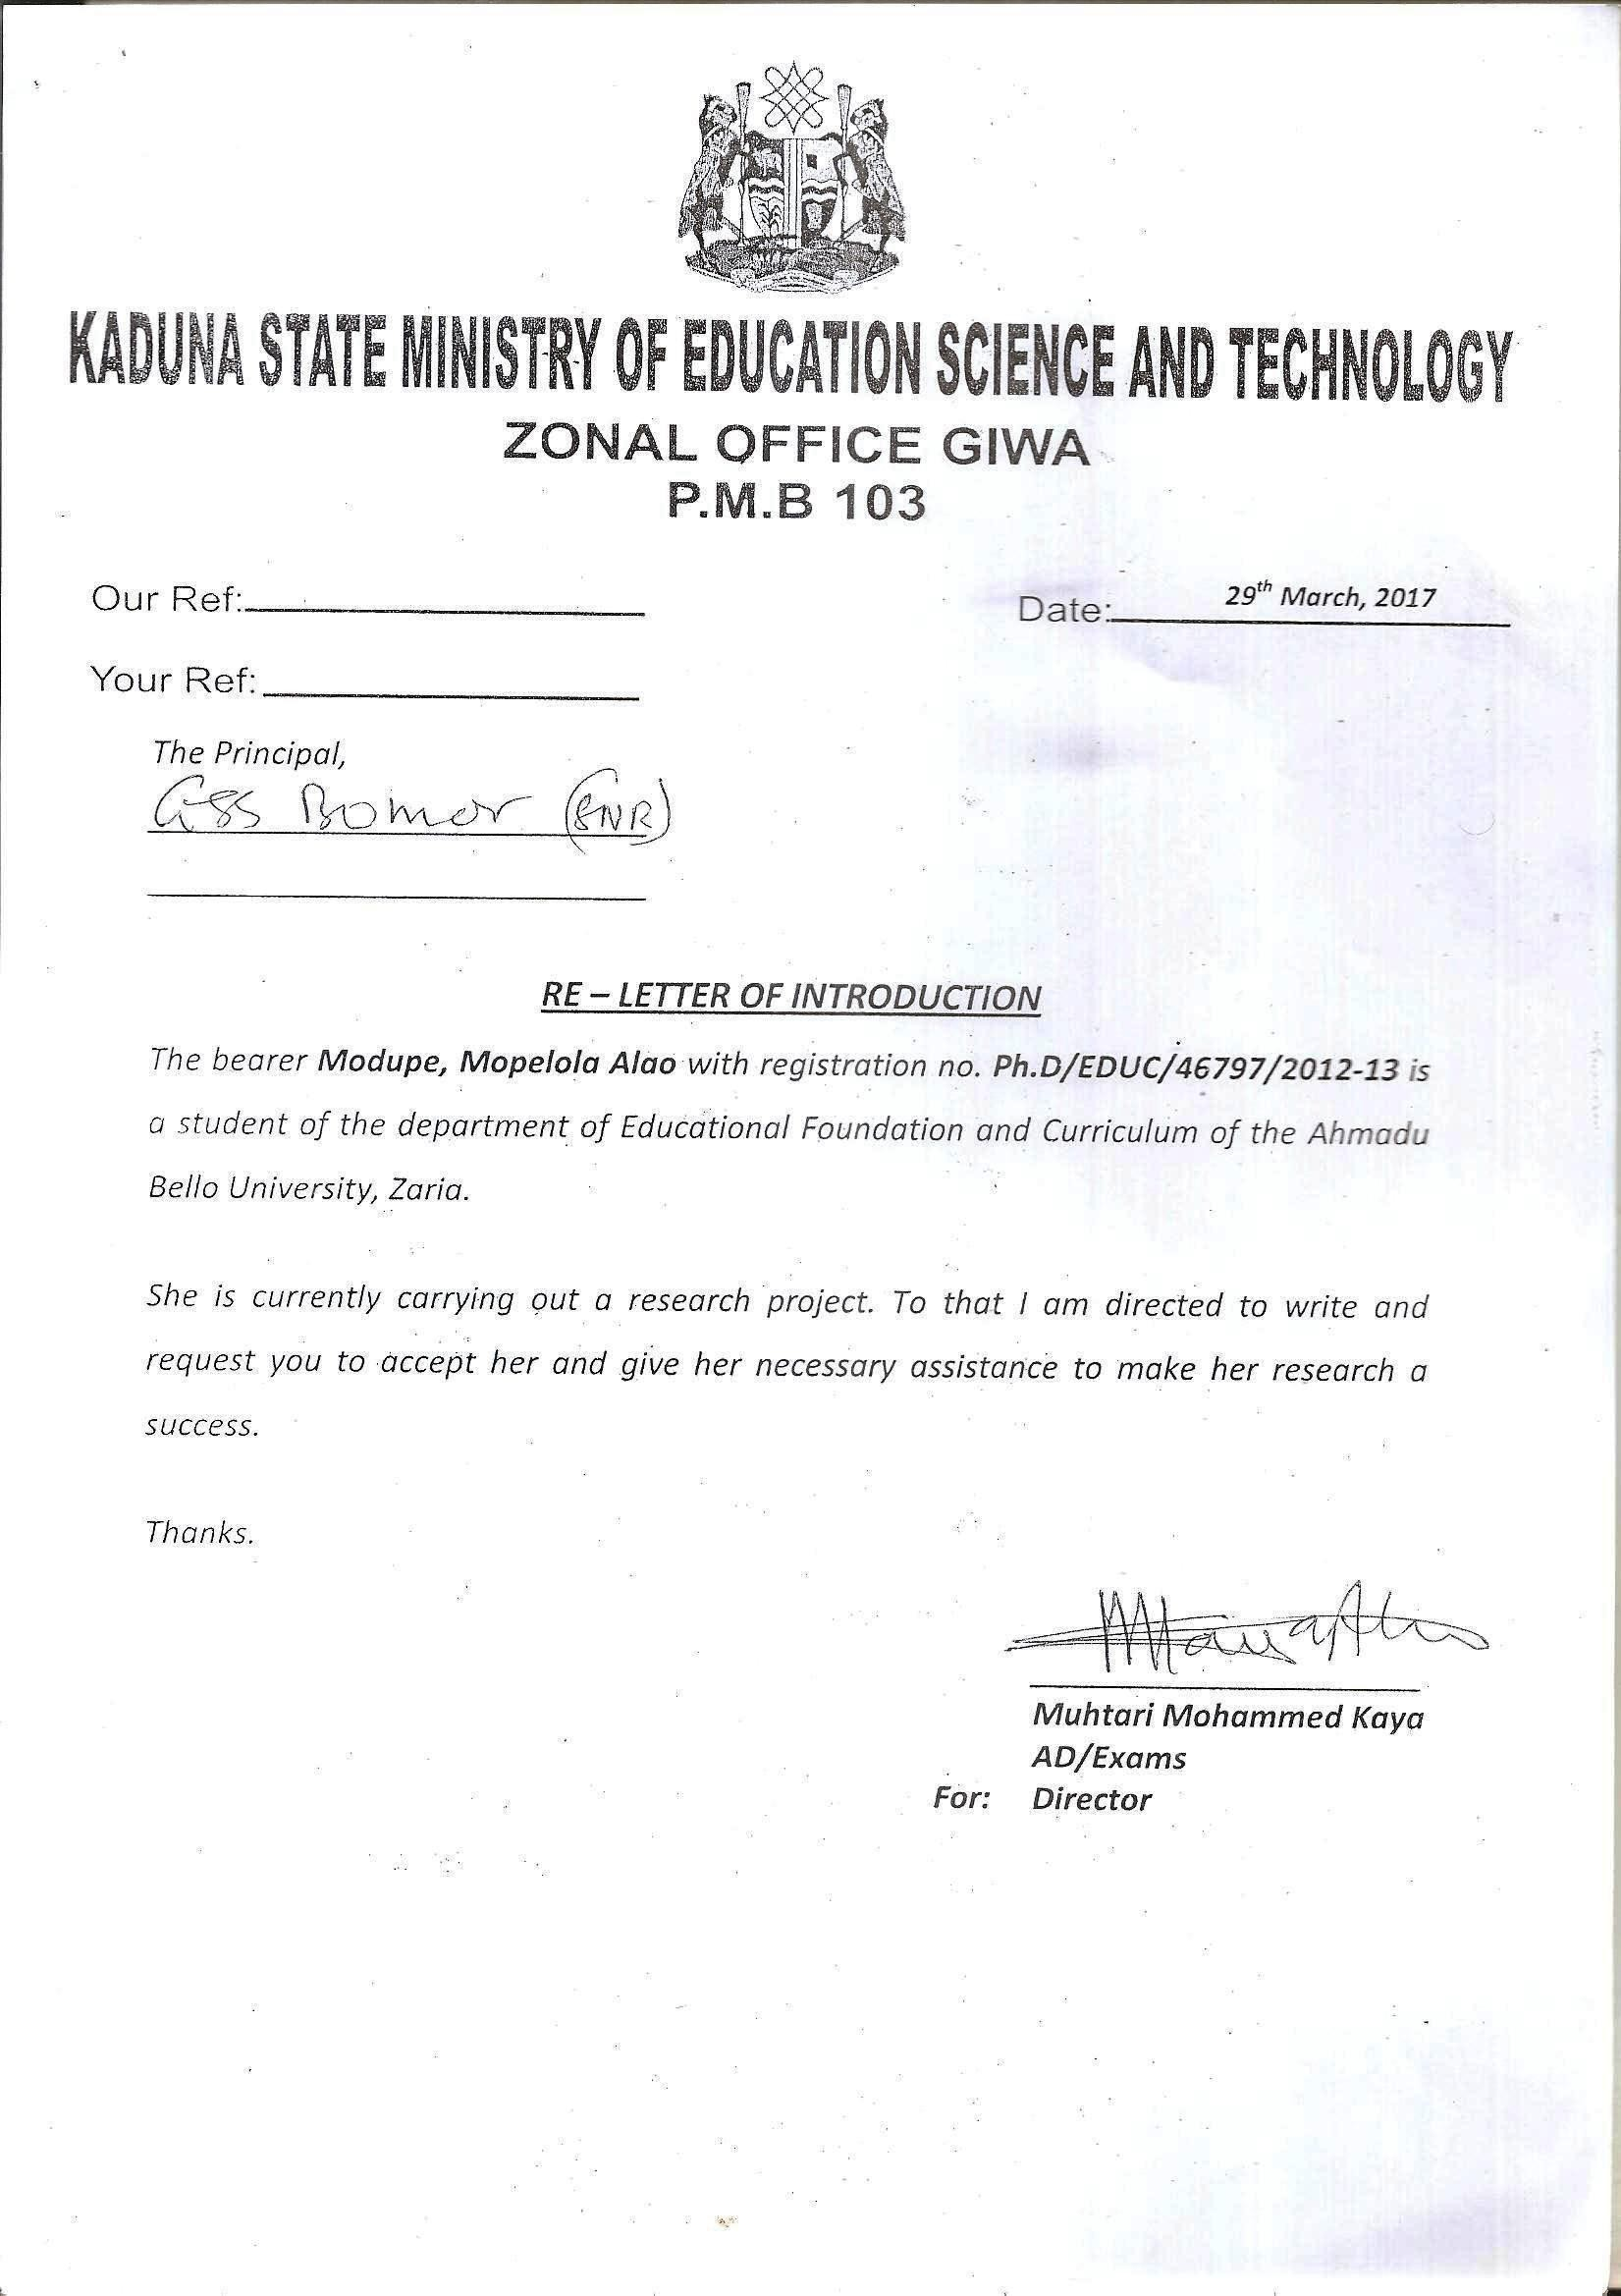 KADUNA STATE MINISTRY OF EDUCATION SCIENCE AND TECHNOLOGY
ZONAL OFFICE GIWA
P.M.B 103
Our Ref:
Date: 29th March, 2017
Your Ref:
The Principal,
GSS Bomor (SNR)
RE – LETTER OF INTRODUCTION
The bearer Modupe, Mopelola Alao with registration no. Ph.D/EDUC/46797/2012-13 is
a student of the department of Educational Foundation and Curriculum of the Ahmadu
Bello University, Zaria.
She is currently carrying out a research project. To that I am directed to write and
request you to accept her and give her necessary assistance to make her research a
success.
Thanks.
Muhtari Mohammed Kaya
AD/Exams
For: Director